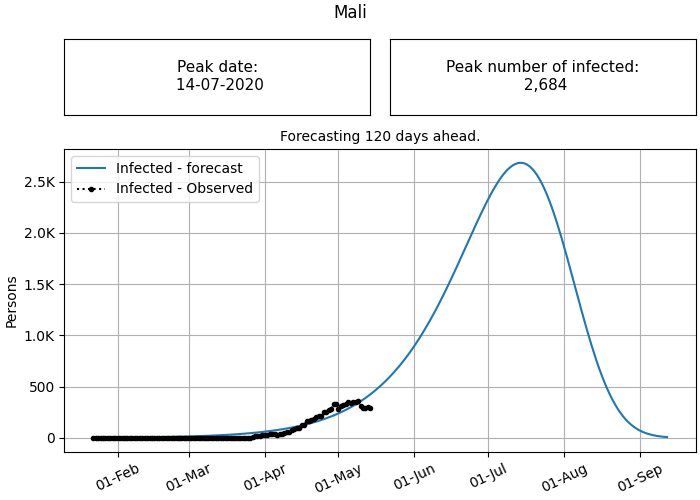 Mali
Peak date:
14-07-2020
Peak number of infected:
2,684
Forecasting 120 days ahead.
Infected - forecast
Infected - Observed
Persons
2.5K
2.0K
1.5K
1.0K
500
0
01-Feb
01-Mar
01-Apr
01-May
01-Jun
01-Jul
01-Aug
01-Sep